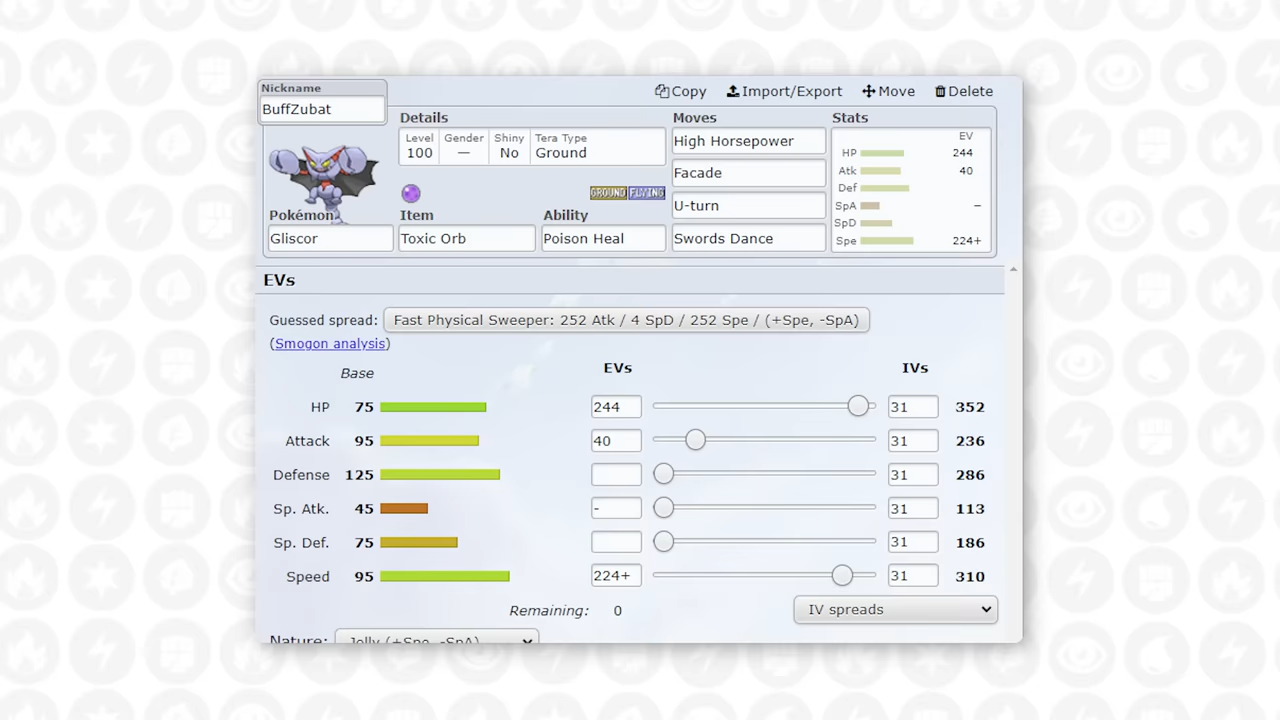 Nickname
BuffZubat
Copy Import/Export Move Delete
Details
Level Gender Shiny Tera Type
100 — No Ground
GROUND FLYING
Pokémon
Gliscor
Item
Toxic Orb
Ability
Poison Heal
Moves
High Horsepower
Facade
U-turn
Swords Dance
Stats
EV
HP 244
Atk 40
Def
SpA –
SpD
Spe 224+
EVs
Guessed spread: Fast Physical Sweeper: 252 Atk / 4 SpD / 252 Spe / (+Spe, -SpA)
(Smogon analysis)
Base EVs IVs
HP 75 244 31 352
Attack 95 40 31 236
Defense 125 31 286
Sp. Atk. 45 - 31 113
Sp. Def. 75 31 186
Speed 95 224+ 31 310
Remaining: 0 IV spreads
Nature: Jolly (+Spe, -SpA)